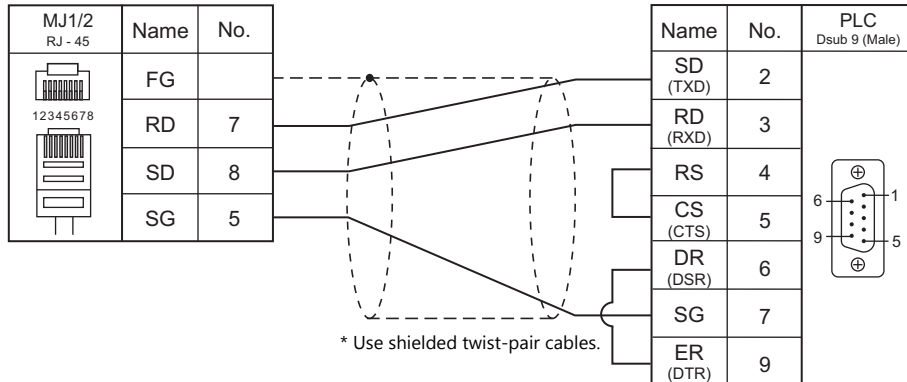 MJ1/2
RJ - 45
Name No.
FG
RD 7
SD 8
SG 5
12345678
Name No.
PLC
Dsub 9 (Male)
SD
(TXD)
2
RD
(RXD)
3
RS 4
CS
(CTS)
5
DR
(DSR)
6
SG 7
ER
(DTR)
9
6
1
9
5
* Use shielded twist-pair cables.